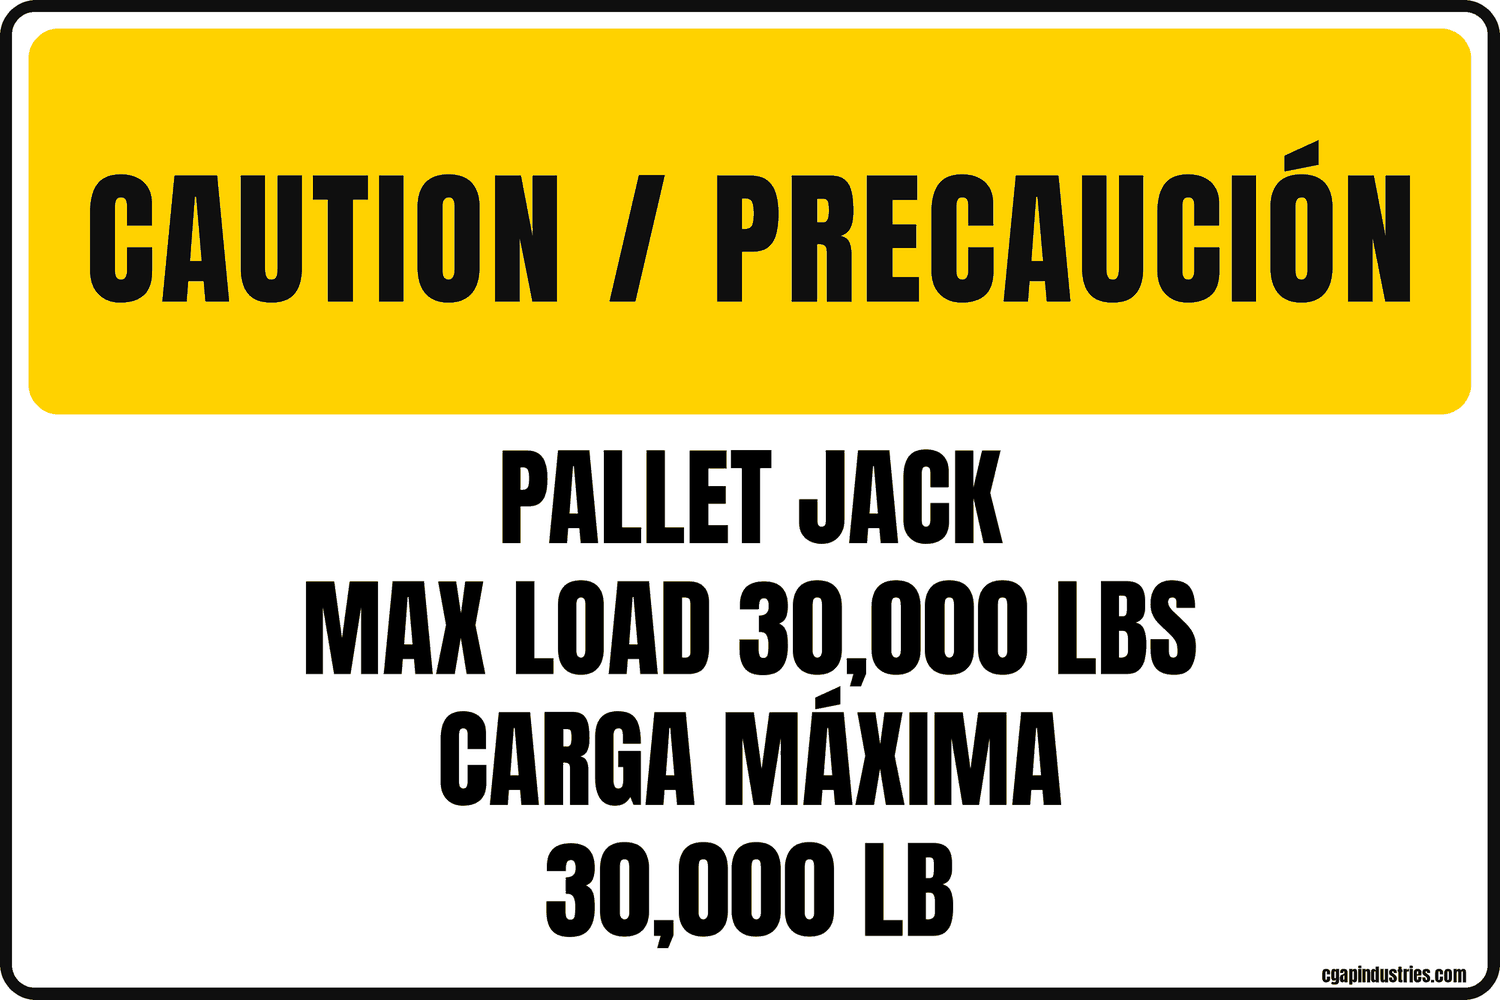 CAUTION / PRECAUCIÓN
PALLET JACK
MAX LOAD 30,000 LBS
CARGA MÁXIMA
30,000 LB
cgapindustries.com